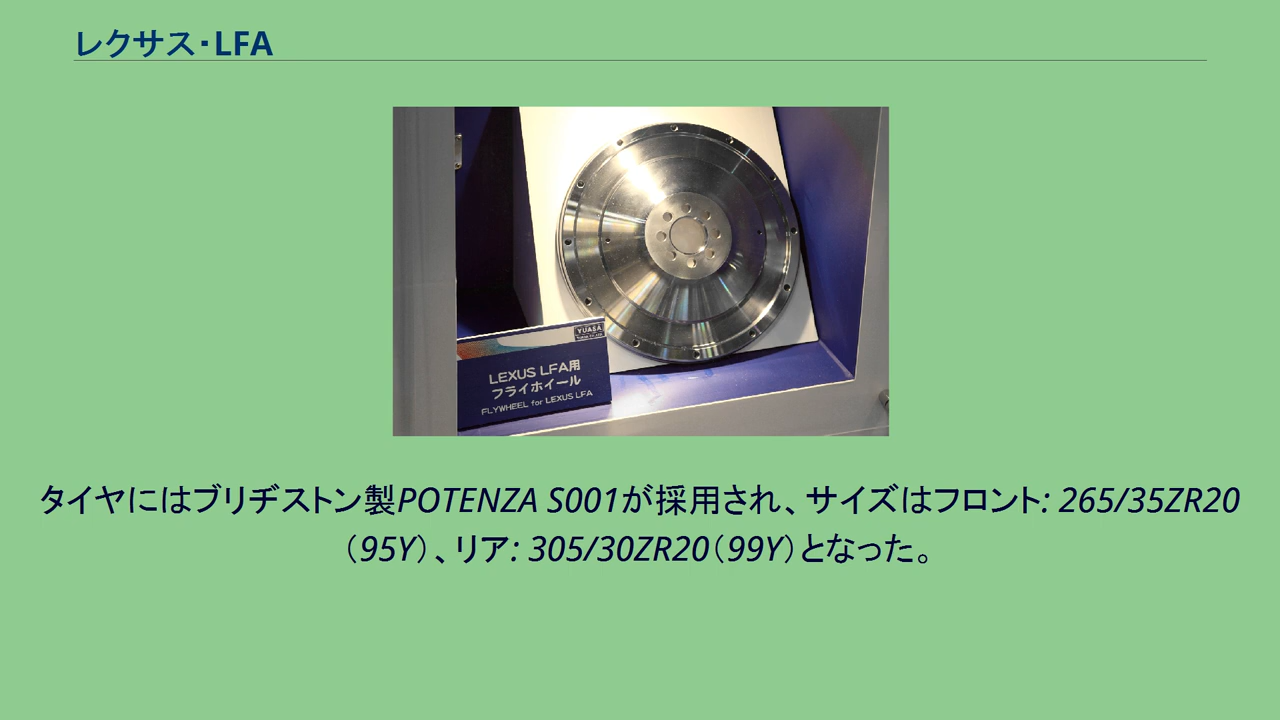 レクサス・LFA
YUASA
LEXUS LFA用
フライホイール
FLYWHEEL for LEXUS LFA
タイヤにはブリヂストン製POTENZA S001が採用され、サイズはフロント: 265/35ZR20
（95Y）、リア: 305/30ZR20（99Y）となった。